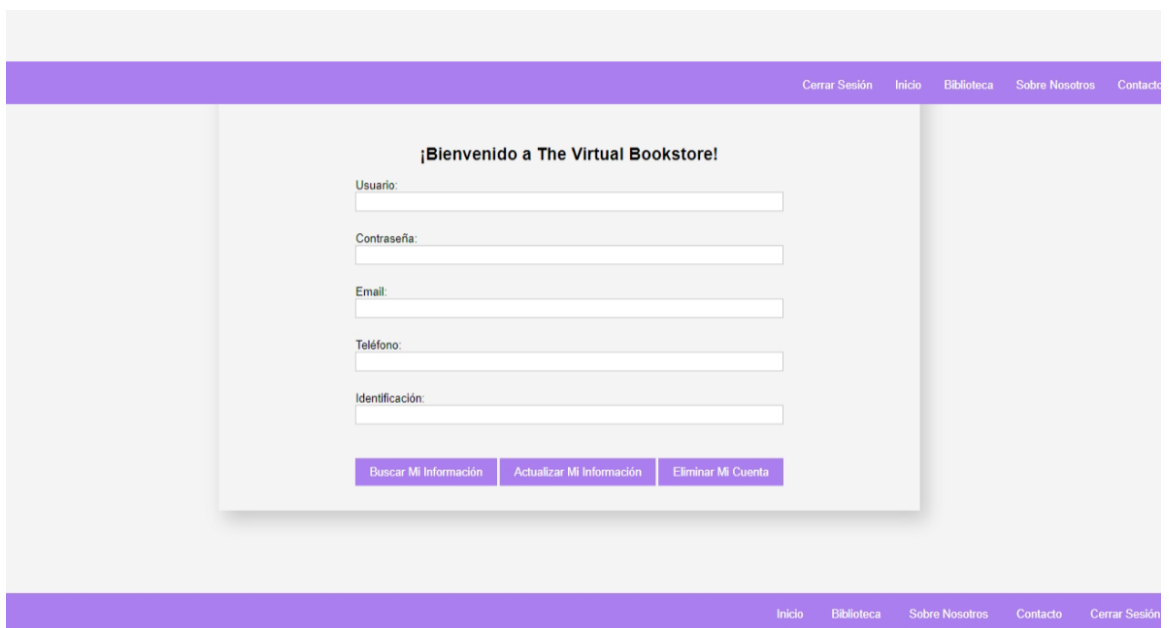 Cerrar Sesión Inicio Biblioteca Sobre Nosotros Contacto
¡Bienvenido a The Virtual Bookstore!
Usuario:
Contraseña:
Email:
Teléfono:
Identificación:
Buscar Mi Información Actualizar Mi Información Eliminar Mi Cuenta
Inicio Biblioteca Sobre Nosotros Contacto Cerrar Sesión